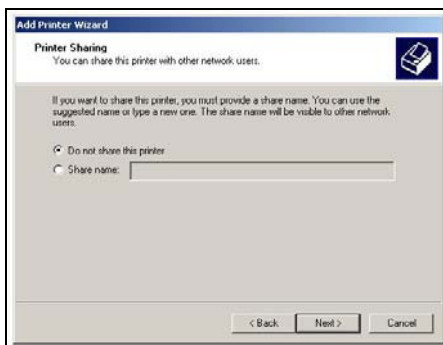 Add Printer Wizard
Printer Sharing
You can share this printer with other network users.
If you want to share this printer, you must provide a share name. You can use the
suggested name or type a new one. The share name will be visible to other network
users.
Do not share this printer
Share name:
< Back
Next >
Cancel